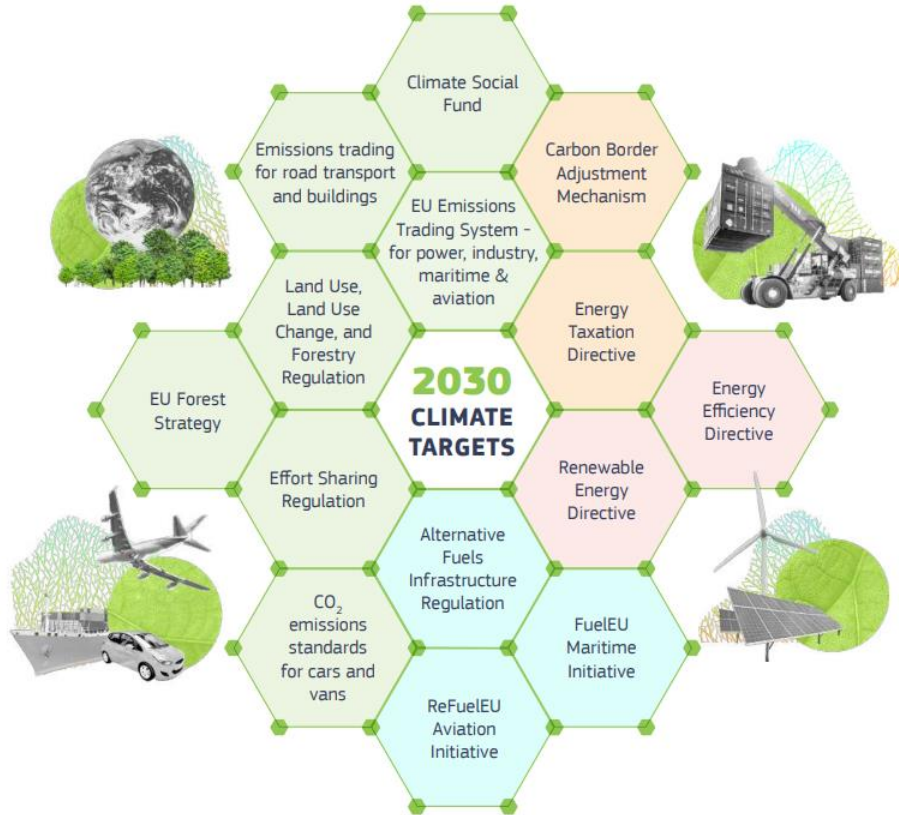 Climate Social
Fund
Emissions trading
for road transport
and buildings
Carbon Border
Adjustment
Mechanism
EU Emissions
Trading System -
for power, industry,
maritime &
aviation
Land Use,
Land Use
Change, and
Forestry
Regulation
Energy
Taxation
Directive
EU Forest
Strategy
2030
CLIMATE
TARGETS
Energy
Efficiency
Directive
Effort Sharing
Regulation
Renewable
Energy
Directive
Alternative
Fuels
Infrastructure
Regulation
CO₂
emissions
standards
for cars and
vans
FuelEU
Maritime
Initiative
ReFuelEU
Aviation
Initiative